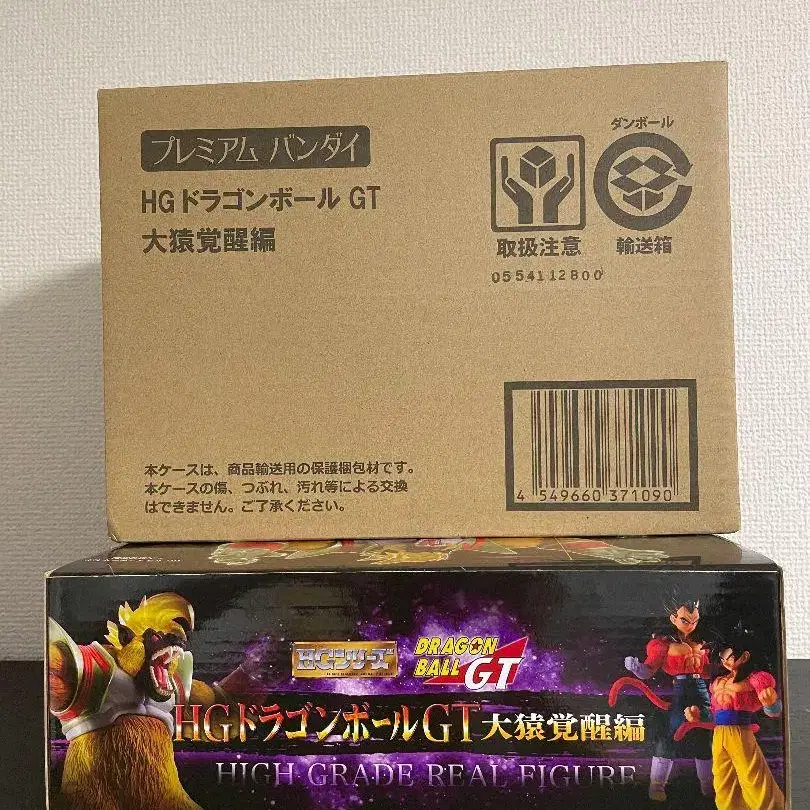 プレミアム バンダイ
HG ドラゴンボール GT
大猿覚醒編
ダンボール
取扱注意
輸送箱
0554112800
本ケースは、商品輸送用の保護梱包材です。
本ケースの傷、つぶれ、汚れ等による交換
はできません。ご了承ください。
4 549660 371090
HGシリーズ
DRAGON
BALL GT
HGドラゴンボールGT大猿覚醒編
HIGH GRADE REAL FIGURE